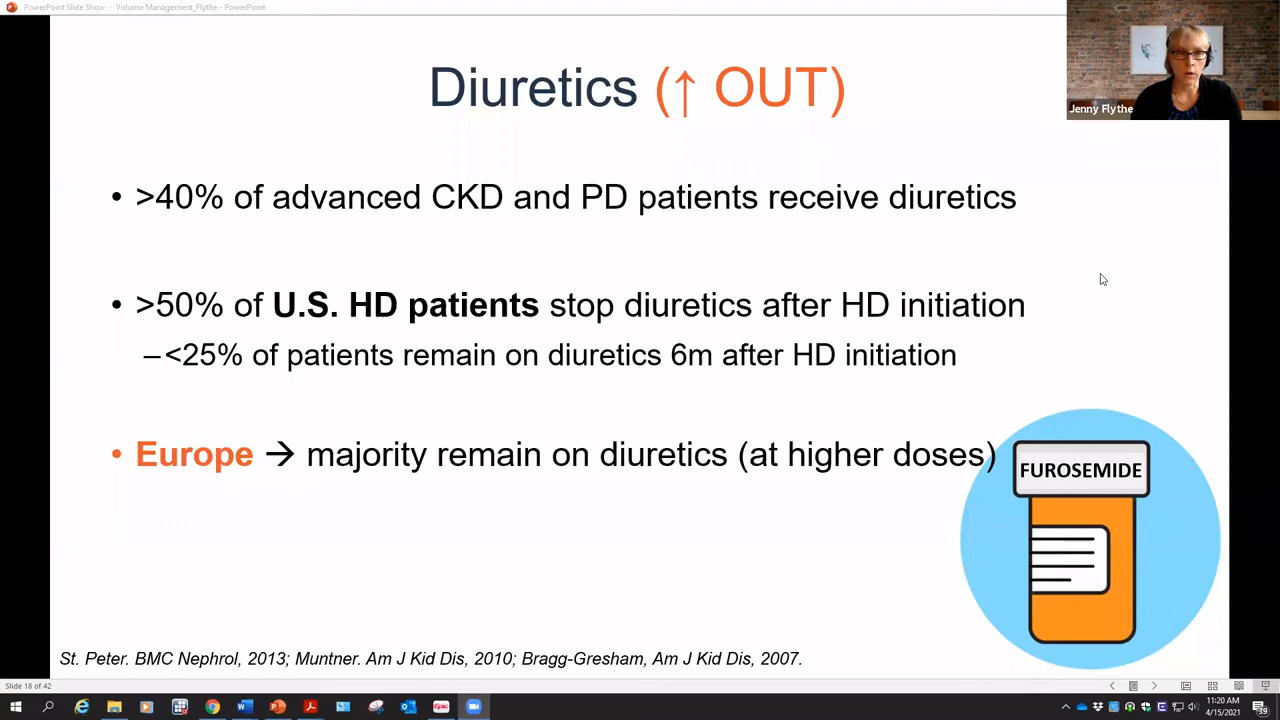 PowerPoint Slide Show - Volume Management_Flythe - PowerPoint
Jenny Flythe
Diuretics (↑ OUT)
• >40% of advanced CKD and PD patients receive diuretics
• >50% of U.S. HD patients stop diuretics after HD initiation
–<25% of patients remain on diuretics 6m after HD initiation
• Europe → majority remain on diuretics (at higher doses)
FUROSEMIDE
St. Peter. BMC Nephrol, 2013; Muntner. Am J Kid Dis, 2010; Bragg-Gresham, Am J Kid Dis, 2007.
Slide 18 of 42
Epic
11:20 AM
4/15/2021
39